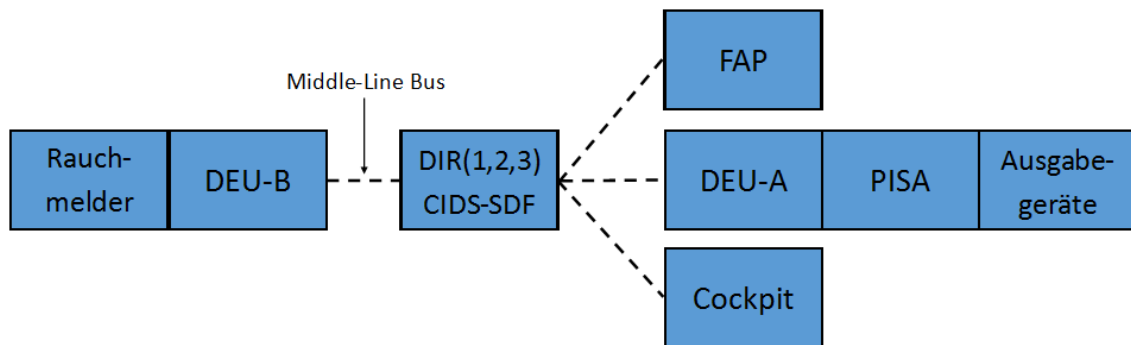 Middle-Line Bus
Rauch-
melder
DEU-B
DIR(1,2,3)
CIDS-SDF
FAP
DEU-A
PISA
Ausgabe-
geräte
Cockpit